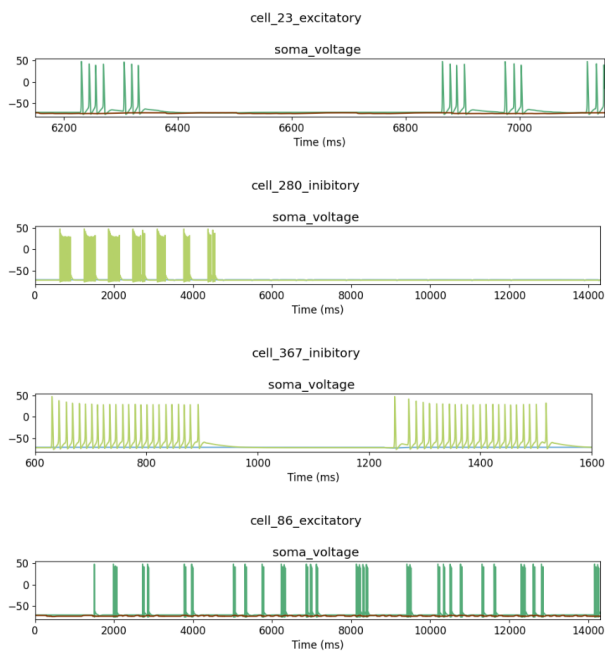 cell_23_excitatory
soma_voltage
50
0
−50
6200 6400 6600 6800 7000
Time (ms)
cell_280_inibitory
soma_voltage
50
0
−50
0 2000 4000 6000 8000 10000 12000 14000
Time (ms)
cell_367_inibitory
soma_voltage
50
0
−50
600 800 1000 1200 1400 1600
Time (ms)
cell_86_excitatory
soma_voltage
50
0
−50
0 2000 4000 6000 8000 10000 12000 14000
Time (ms)